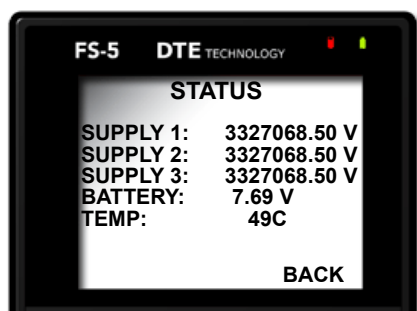 FS-5 DTE TECHNOLOGY
STATUS
SUPPLY 1: 3327068.50 V
SUPPLY 2: 3327068.50 V
SUPPLY 3: 3327068.50 V
BATTERY: 7.69 V
TEMP: 49C
BACK